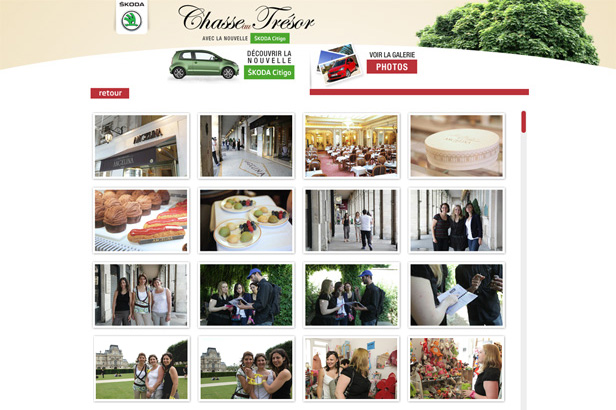 ŠKODA
Chasse au Trésor
AVEC LA NOUVELLE ŠKODA Citigo
DÉCOUVRIR LA
NOUVELLE
ŠKODA Citigo
VOIR LA GALERIE
PHOTOS
retour
ANGELINA